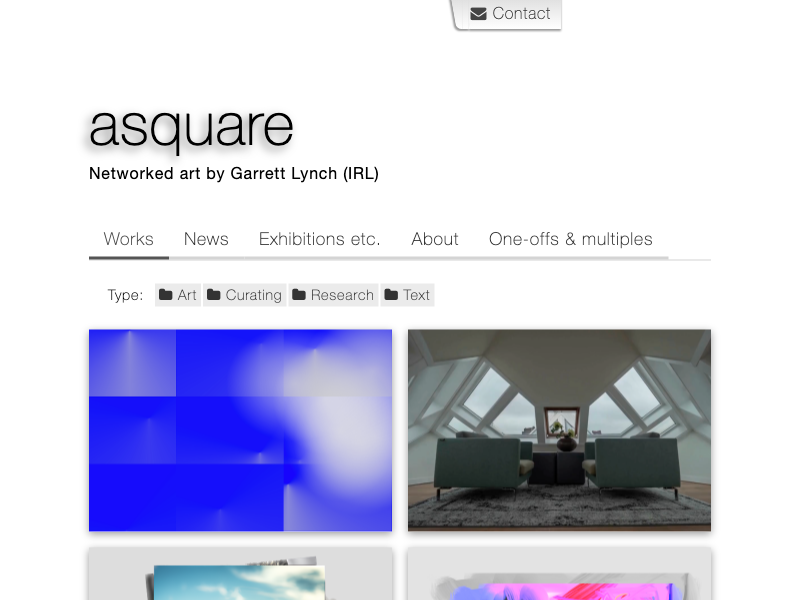 Contact
asquare
Networked art by Garrett Lynch (IRL)
Works News Exhibitions etc. About One-offs & multiples
Type: Art Curating Research Text